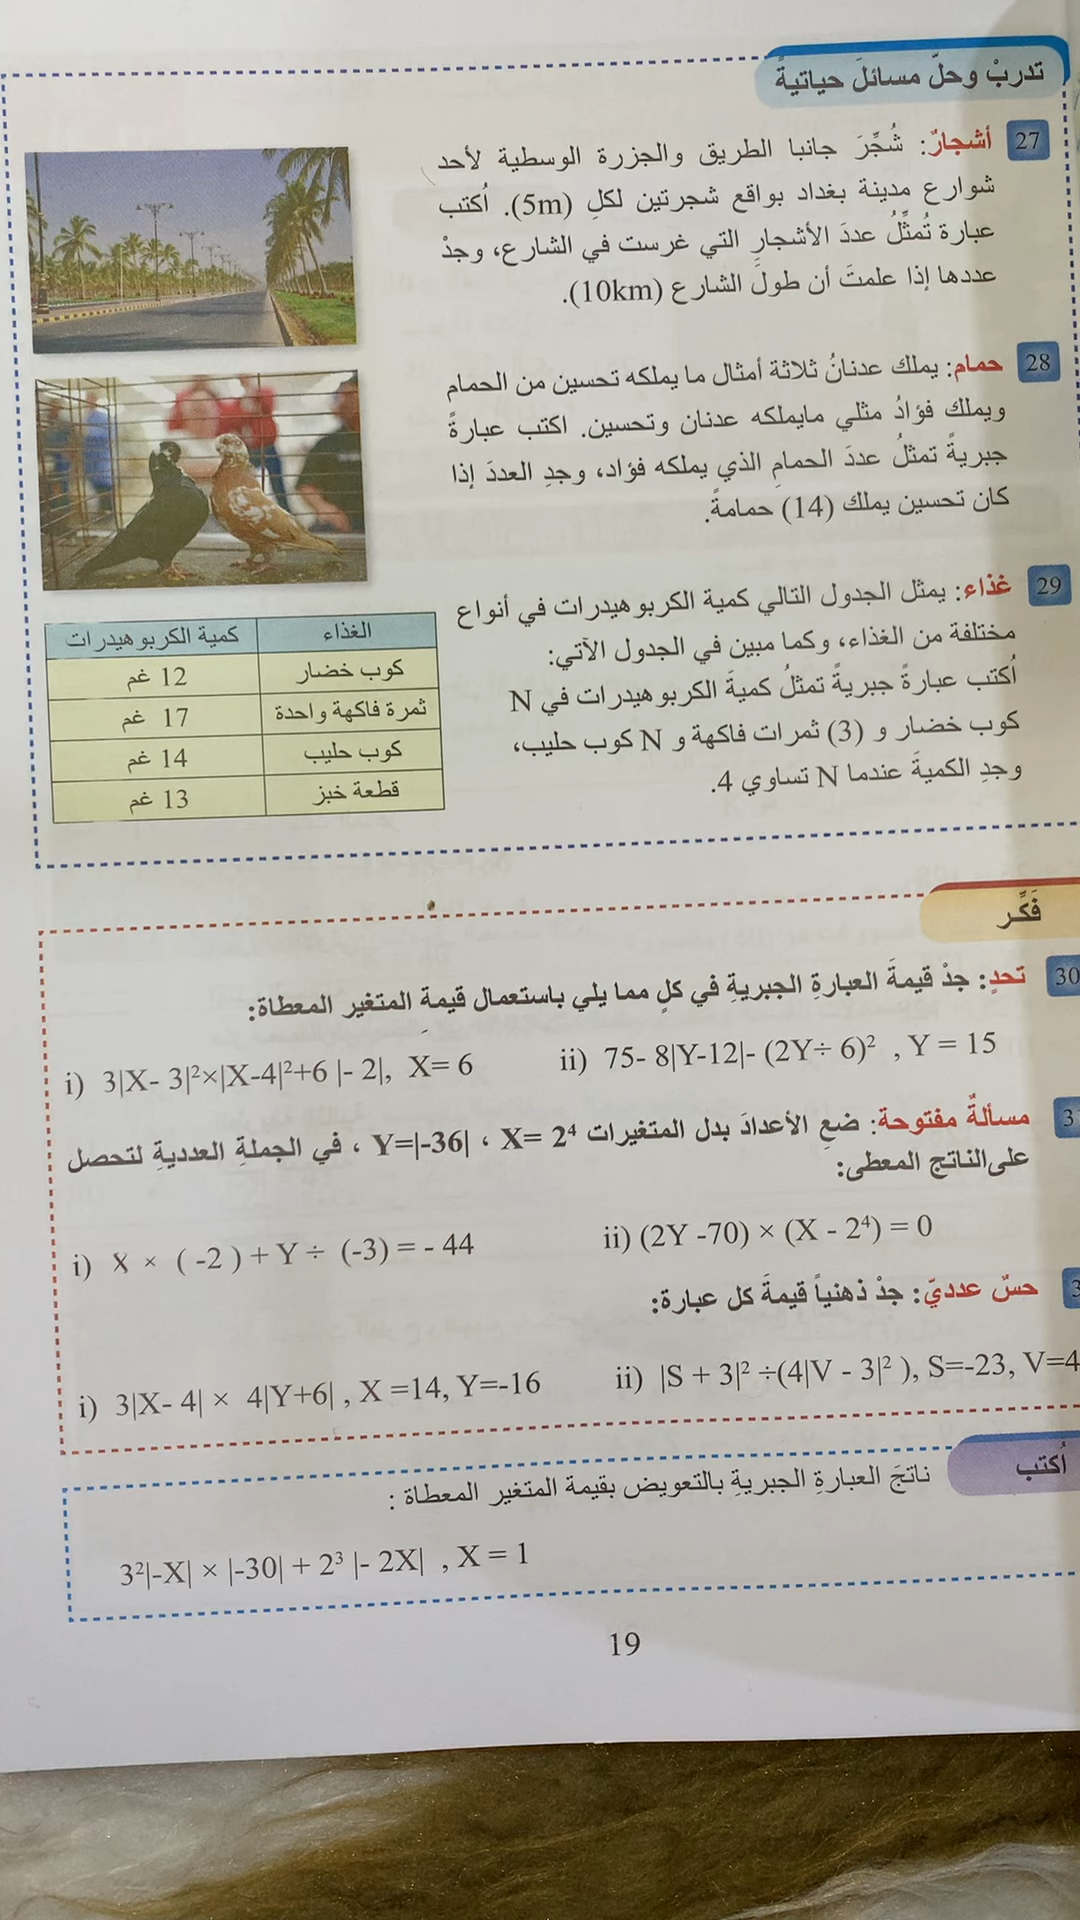 تدربْ وحلّ مسائلَ حياتيةً
27 أشجارٌ: شُجِّرَ جانبا الطريق والجزرة الوسطية لأحد
شوارع مدينة بغداد بواقع شجرتين لكلِ (5m). اُكتب
عبارة تُمثِّلُ عددَ الأشجارِ التي غرست في الشارع، وجدْ
عددها إذا علمتَ أن طولَ الشارع (10km).
28 حمام: يملك عدنانُ ثلاثة أمثال ما يملكه تحسين من الحمام
ويملك فؤادُ مثلي مايملكه عدنان وتحسين. اكتب عبارةً
جبريةً تمثلُ عددَ الحمامِ الذي يملكه فؤاد، وجدِ العددَ إذا
كان تحسين يملك (14) حمامةً.
29 غذاء: يمثل الجدول التالي كمية الكربوهيدرات في أنواع
مختلفة من الغذاء، وكما مبين في الجدول الآتي:
اُكتب عبارةً جبريةً تمثلُ كميةَ الكربوهيدرات في N
كوب خضار و (3) ثمرات فاكهة و N كوب حليب،
وجدِ الكميةَ عندما N تساوي 4.
الغذاء كمية الكربوهيدرات
كوب خضار 12 غم
ثمرة فاكهة واحدة 17 غم
كوب حليب 14 غم
قطعة خبز 13 غم
فَكِّر
30 تحدٍ: جدْ قيمةَ العبارةِ الجبريةِ في كلٍ مما يلي باستعمال قيمةِ المتغير المعطاة:
i) 3|X- 3|²×|X-4|²+6 |- 2|, X= 6 ii) 75- 8|Y-12|- (2Y÷ 6)² , Y = 15
3 مسألةٌ مفتوحة: ضعِ الأعدادَ بدل المتغيرات X= 2⁴ ، Y=|-36| ، في الجملةِ العدديةِ لتحصل
على الناتج المعطى:
i) X × ( -2 ) + Y ÷ (-3) = - 44 ii) (2Y -70) × (X - 2⁴) = 0
3 حسٌ عدديّ: جدْ ذهنياً قيمةَ كل عبارة:
i) 3|X- 4| × 4|Y+6| , X =14, Y=-16 ii) |S + 3|² ÷(4|V - 3|² ), S=-23, V=4
اُكتب
ناتجَ العبارةِ الجبريةِ بالتعويض بقيمة المتغير المعطاة :
3²|-X| × |-30| + 2³ |- 2X| , X = 1
19